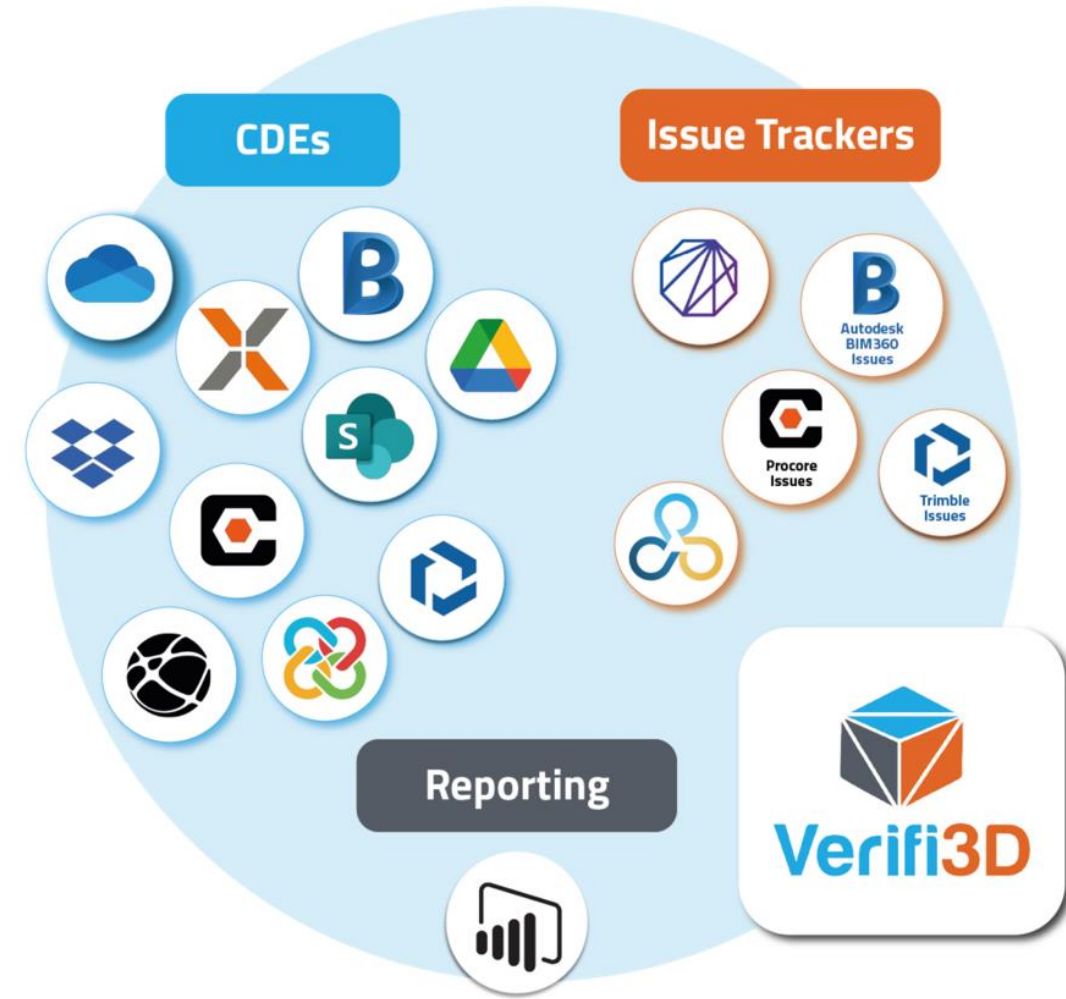 CDEs
Issue Trackers
B
B
Autodesk
BIM360
Issues
S
Procore
Issues
Trimble
Issues
Reporting
Verifi3D